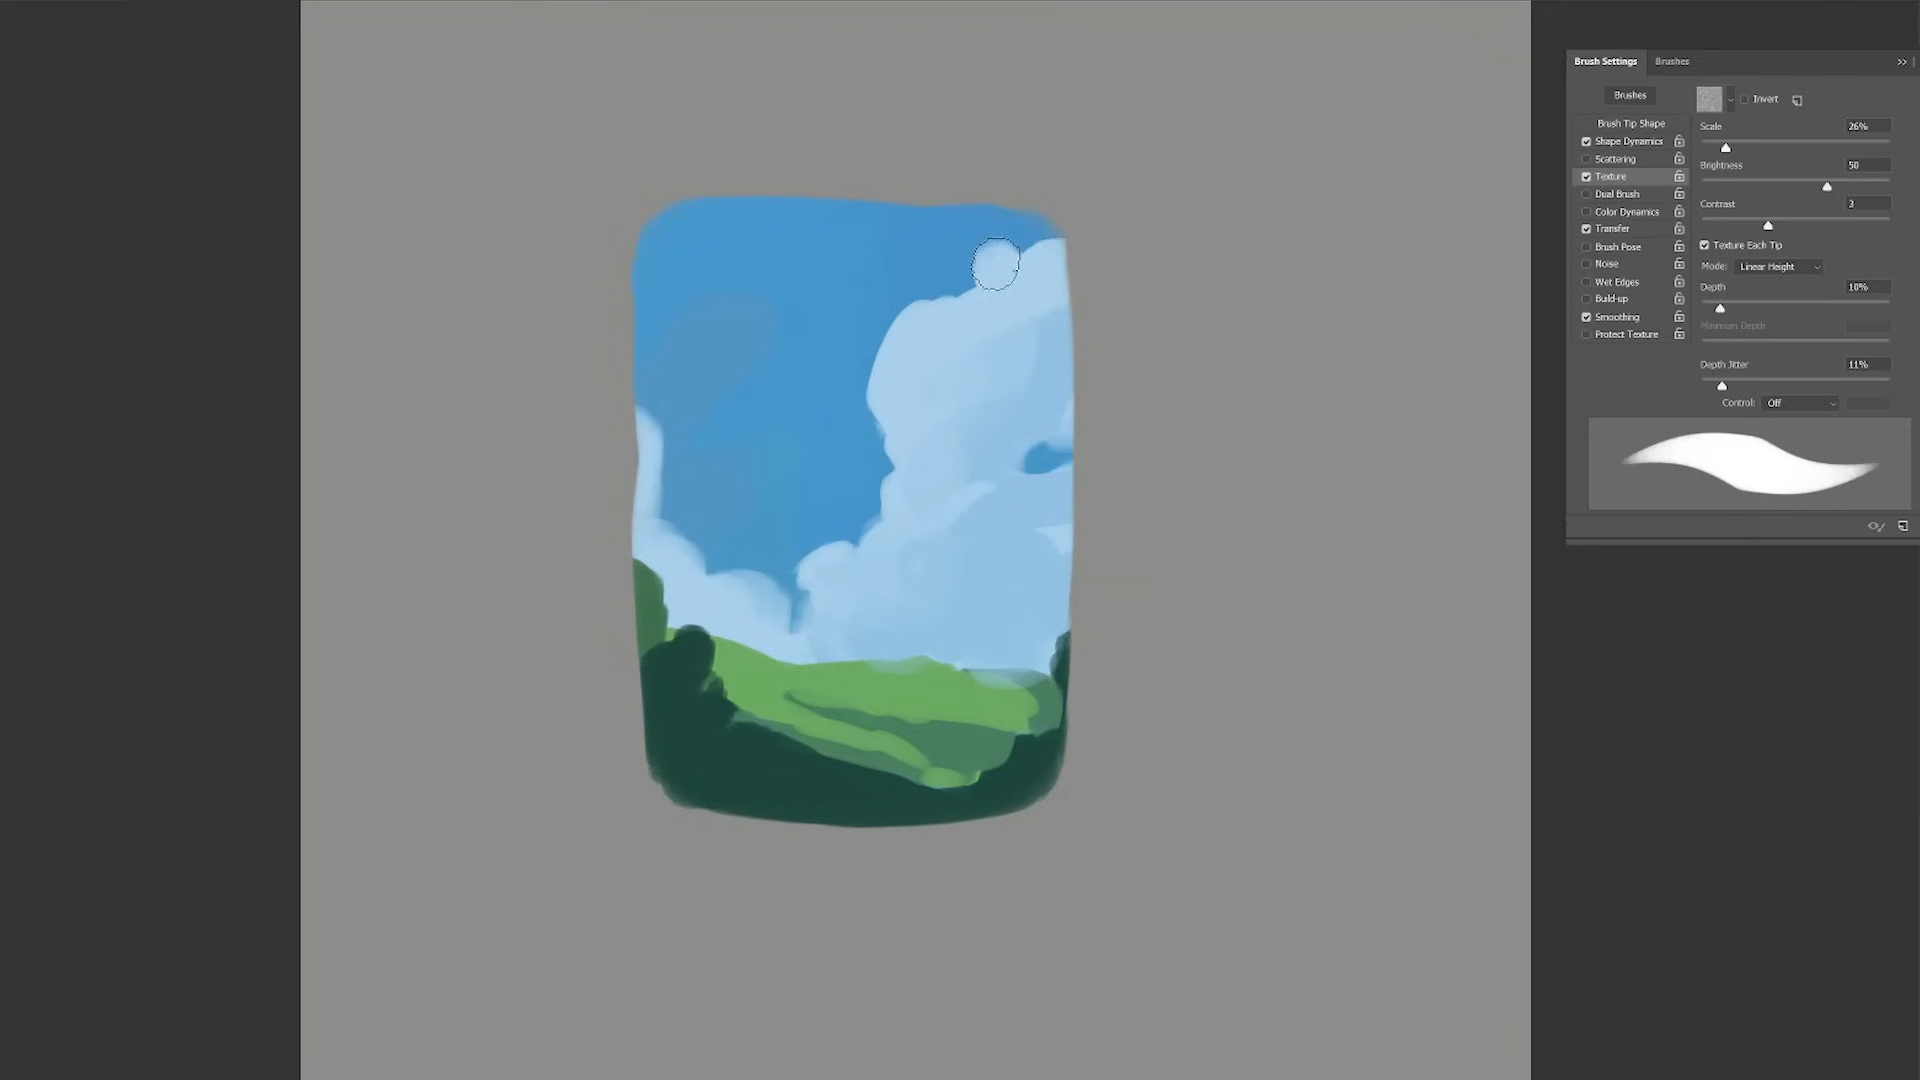 Brush Settings Brushes
Brushes
Invert
Brush Tip Shape
Shape Dynamics
Scattering
Texture
Dual Brush
Color Dynamics
Transfer
Brush Pose
Noise
Wet Edges
Build-up
Smoothing
Protect Texture
Scale 26%
Brightness 50
Contrast 3
Texture Each Tip
Mode: Linear Height
Depth 10%
Minimum Depth
Depth Jitter 11%
Control: Off